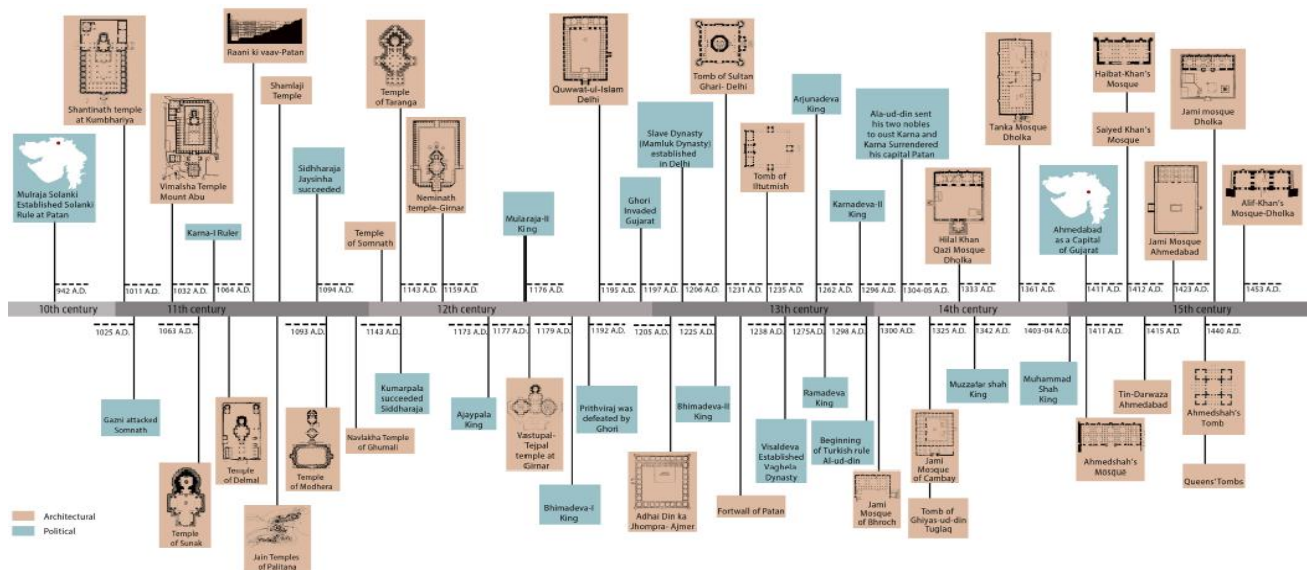 Shantinath temple
at Kumbhariya
Mulraja Solanki
Established Solanki
Rule at Patan
Vimalsha Temple
Mount Abu
Karna-I Ruler
Raani ki vaav-Patan
Shamlaji
Temple
Sidhharaja
Jaysinha
succeeded
Temple
of Somnath
Temple
of Taranga
Neminath
temple-Girnar
Mularaja-II
King
Quwwat-ul-Islam
Delhi
Ghori
Invaded
Gujarat
Slave Dynasty
(Mamluk Dynasty)
established
in Delhi
Tomb of Sultan
Ghari- Delhi
Tomb of
Iltutmish
Arjunadeva
King
Karnadeva-II
King
Ala-ud-din sent
his two nobles
to oust Karna and
Karna Surrendered
his capital Patan
Hilal Khan
Qazi Mosque
Dholka
Tanka Mosque
Dholka
Ahmedabad
as a Capital
of Gujarat
Haibat-Khan's
Mosque
Saiyed Khan's
Mosque
Jami Mosque
Ahmedabad
Jami mosque
Dholka
Alif-Khan's
Mosque-Dholka
942 A.D.
1011 A.D.
1032 A.D.
1064 A.D.
1094 A.D.
1143 A.D.
1159 A.D.
1176 A.D.
1195 A.D.
1197 A.D.
1206 A.D.
1231 A.D.
1235 A.D.
1262 A.D.
1296 A.D.
1304-05 A.D.
1333 A.D.
1361 A.D.
1411 A.D.
1412 A.D.
1423 A.D.
1453 A.D.
10th century
11th century
12th century
13th century
14th century
15th century
1025 A.D.
1063 A.D.
1093 A.D.
1143 A.D.
1173 A.D.
1177 A.D.
1179 A.D.
1192 A.D.
1205 A.D.
1225 A.D.
1238 A.D.
1275A.D.
1298 A.D.
1300 A.D.
1325 A.D.
1342 A.D.
1403-04 A.D.
1411 A.D.
1415 A.D.
1440 A.D.
Gazni attacked
Somnath
Temple
of Sunak
Temple
of Delmal
Jain Temples
of Palitana
Temple
of Modhera
Navlakha Temple
of Ghumali
Kumarpala
succeeded
Siddharaja
Ajaypala
King
Vastupal-
Tejpal
temple at
Girnar
Bhimadeva-I
King
Prithviraj was
defeated by
Ghori
Adhai Din ka
Jhompra- Ajmer
Bhimadeva-II
King
Fortwall of Patan
Visaldeva
Established
Vaghela
Dynasty
Ramadeva
King
Beginning
of Turkish rule
Al-ud-din
Jami
Mosque
of Bhroch
Jami
Mosque
of Cambay
Tomb of
Ghiyas-ud-din
Tuglaq
Muzzafar shah
King
Muhammad
Shah
King
Ahmedshah's
Mosque
Tin-Darwaza
Ahmedabad
Ahmedshah's
Tomb
Queens' Tombs
Architectural
Political